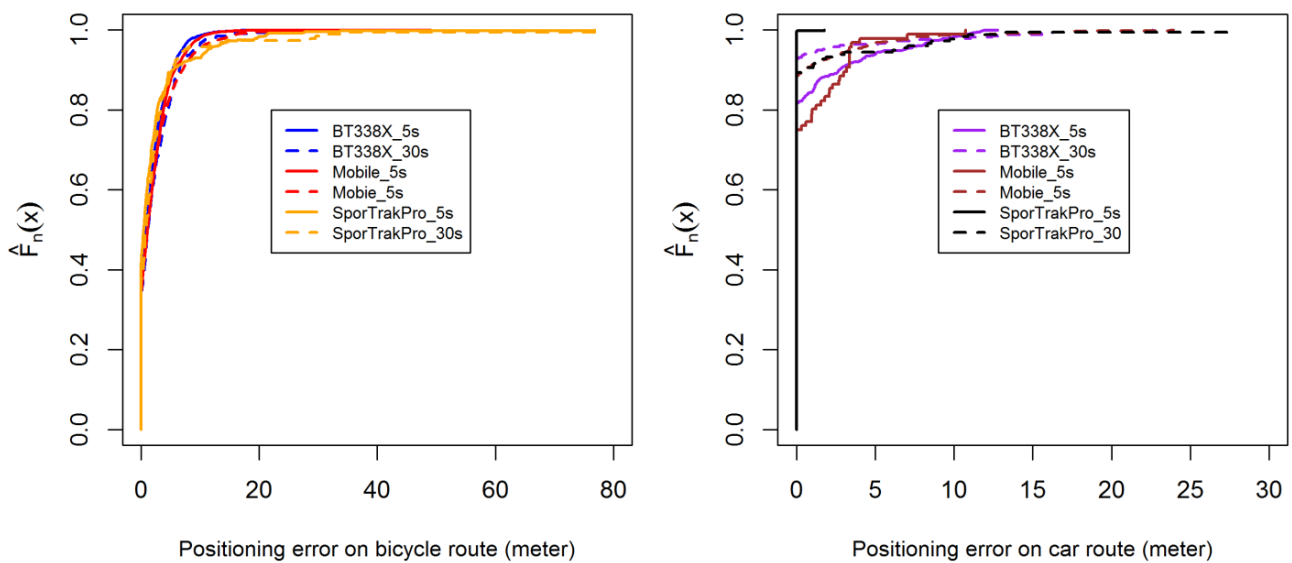 F̂n(x)
0.0 0.2 0.4 0.6 0.8 1.0
BT338X_5s
BT338X_30s
Mobile_5s
Mobie_5s
SporTrakPro_5s
SporTrakPro_30s
0 20 40 60 80
Positioning error on bicycle route (meter)
F̂n(x)
0.0 0.2 0.4 0.6 0.8 1.0
BT338X_5s
BT338X_30s
Mobile_5s
Mobie_5s
SporTrakPro_5s
SporTrakPro_30
0 5 10 15 20 25 30
Positioning error on car route (meter)